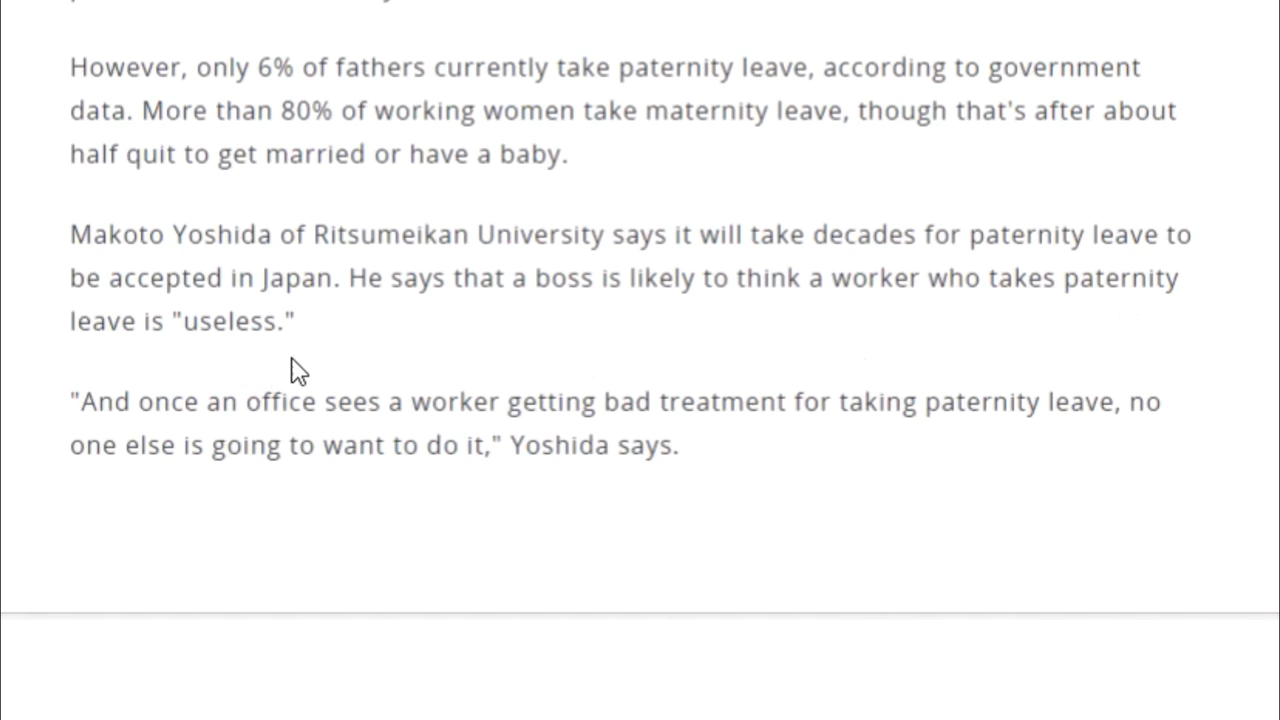 However, only 6% of fathers currently take paternity leave, according to government
data. More than 80% of working women take maternity leave, though that's after about
half quit to get married or have a baby.
Makoto Yoshida of Ritsumeikan University says it will take decades for paternity leave to
be accepted in Japan. He says that a boss is likely to think a worker who takes paternity
leave is "useless."
"And once an office sees a worker getting bad treatment for taking paternity leave, no
one else is going to want to do it," Yoshida says.